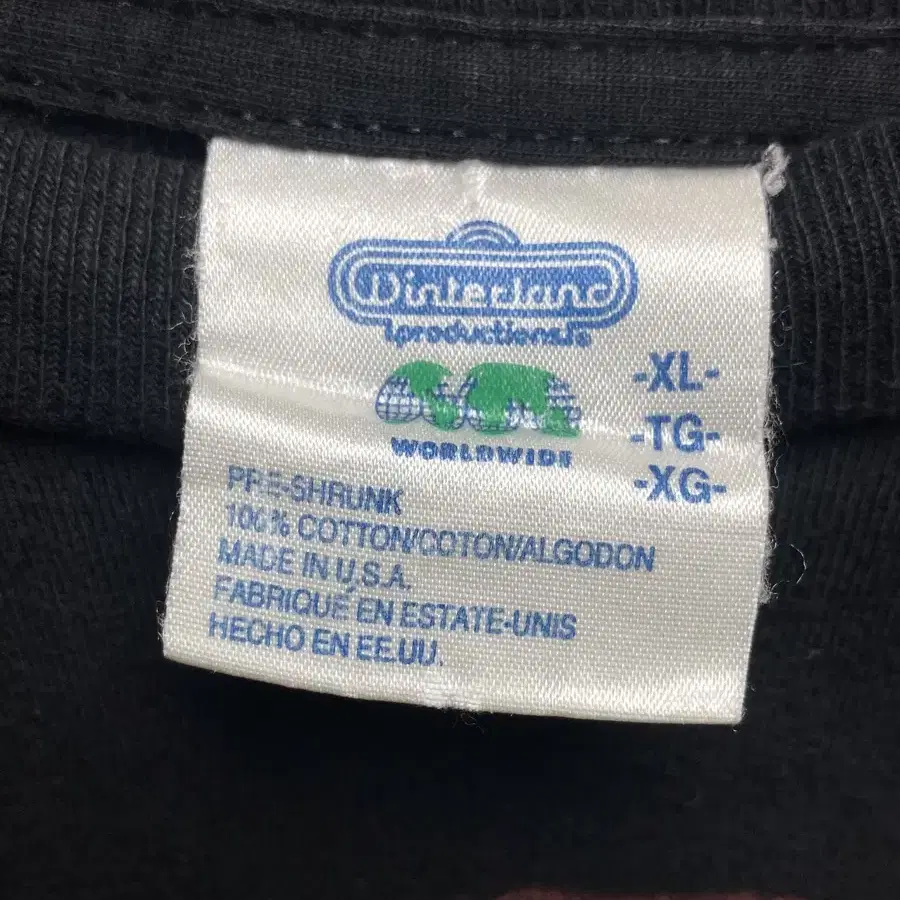 Winterland
productions
WORLDWIDE
-XL-
-TG-
-XG-
PRE-SHRUNK
100% COTTON/COTON/ALGODON
MADE IN U.S.A.
FABRIQUÉ EN ESTATE-UNIS
HECHO EN EE.UU.